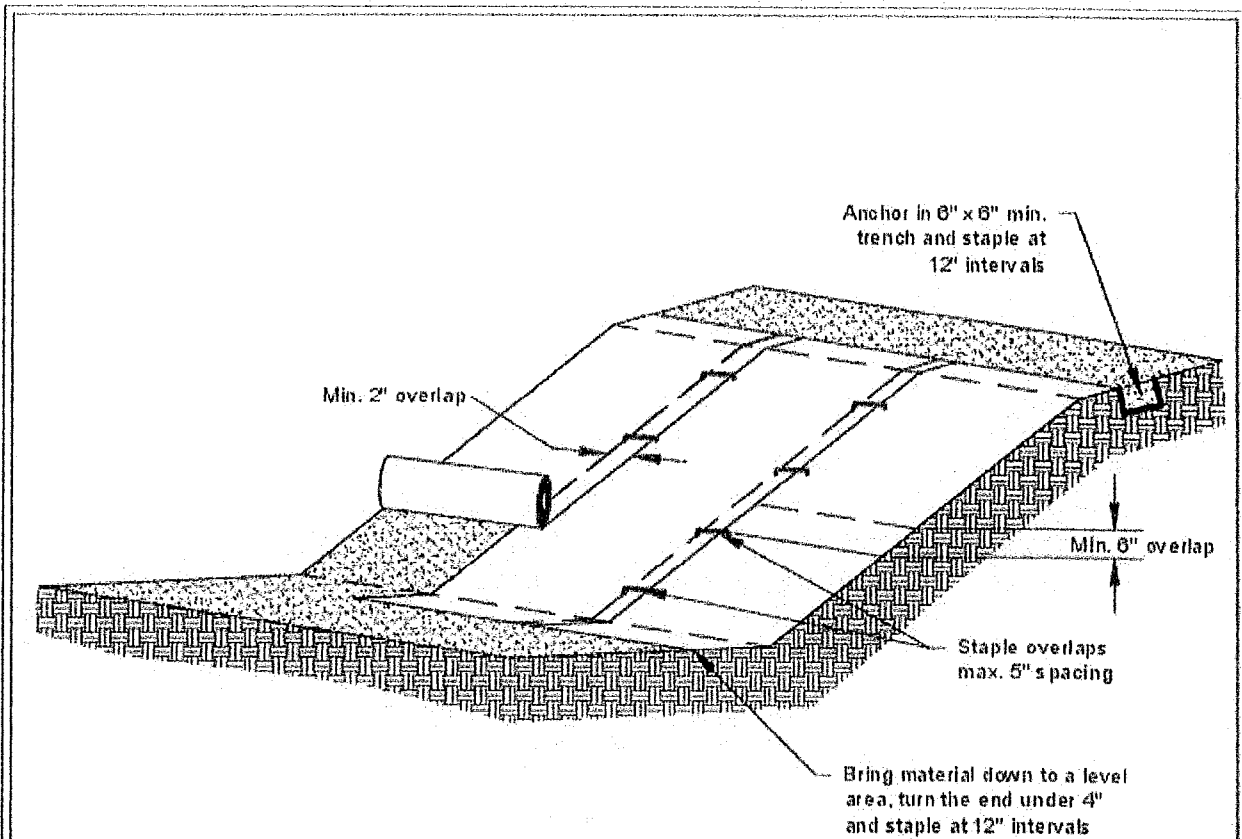 Anchor in 6" x 6" min.
trench and staple at
12" intervals
Min. 2" overlap
Min. 6" overlap
Staple overlaps
max. 5" spacing
Bring material down to a level
area, turn the end under 4"
and staple at 12" intervals